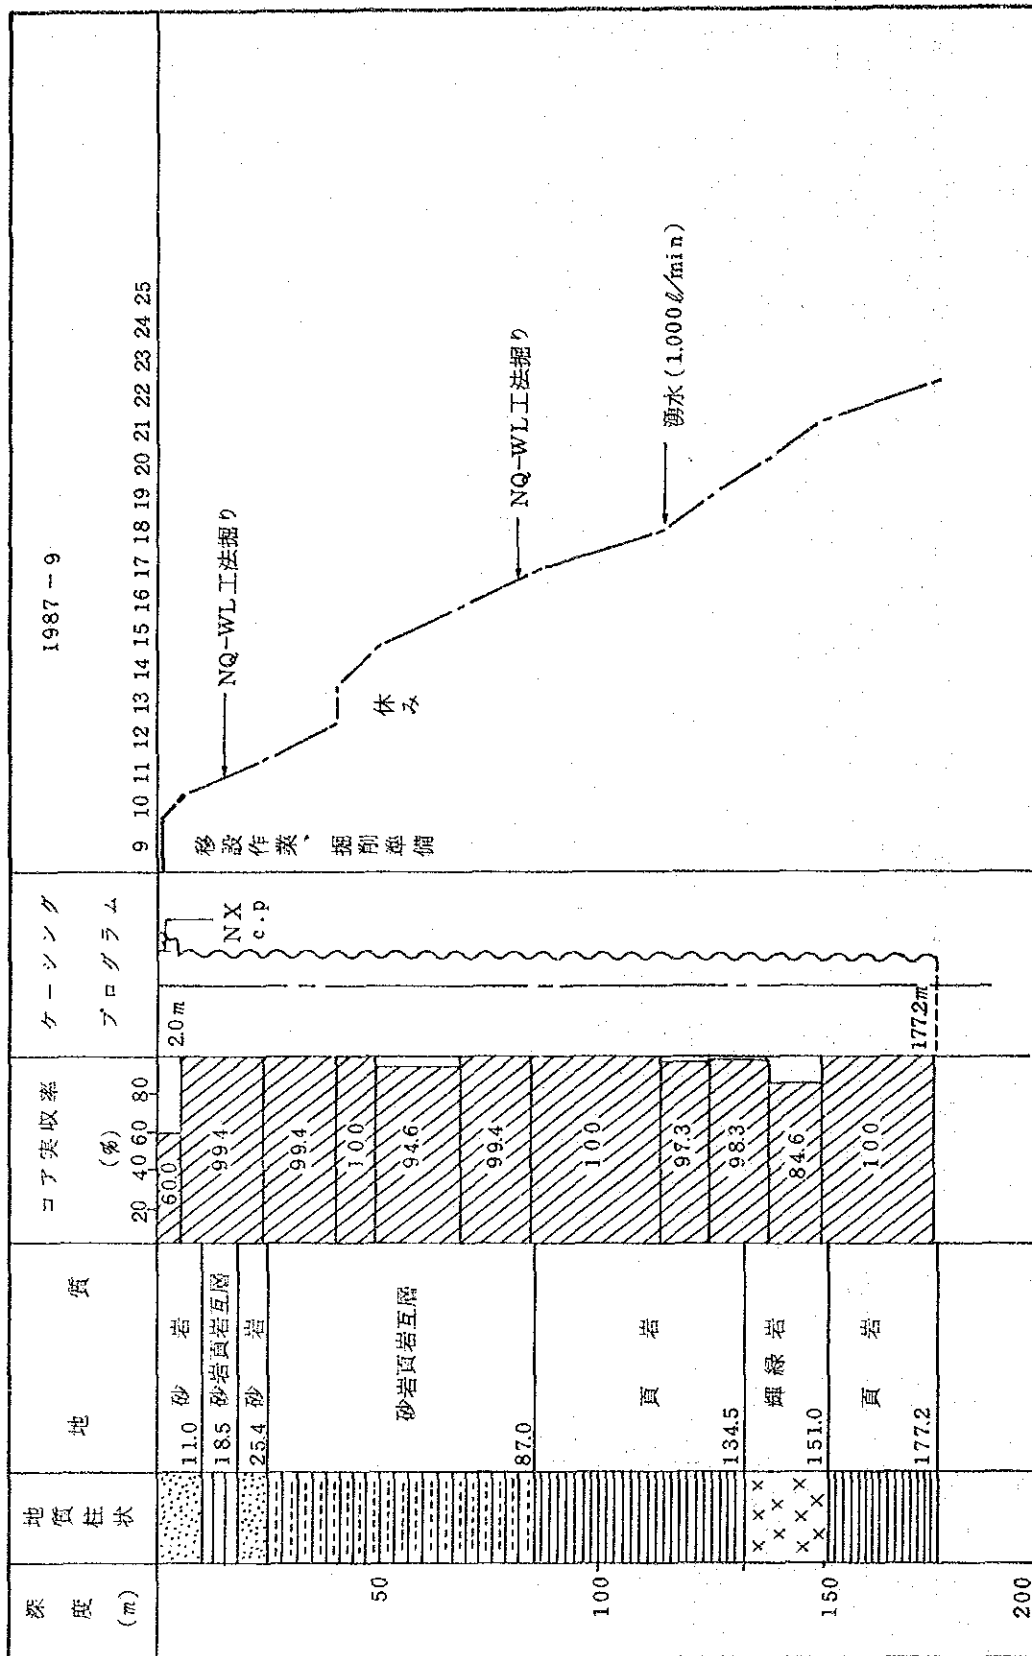 深度(m)
地質柱状
地質
コア実収率(%)
20 40 60 80
ケーシングプログラム
1987-9
9 10 11 12 13 14 15 16 17 18 19 20 21 22 23 24 25
50
100
150
200
11.0 砂岩
18.5 砂岩頁岩互層
25.4 砂岩
砂岩頁岩互層
87.0
頁岩
134.5
輝緑岩
151.0
頁岩
177.2
60.0
99.4
99.4
100
94.6
99.4
100
97.3
98.3
84.6
100
2.0m
NX
c.p
177.2m
移設作業、掘削準備
NQ-WL工法掘り
休み
NQ-WL工法掘り
湧水(1.000ℓ/min)